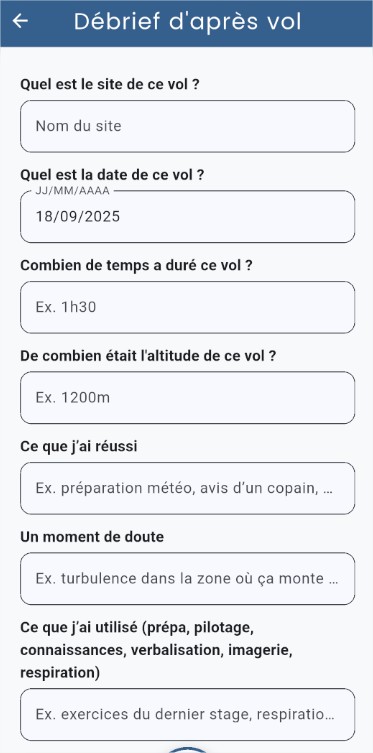 Débrief d'après vol
Quel est le site de ce vol ?
Nom du site
Quel est la date de ce vol ?
JJ/MM/AAAA
18/09/2025
Combien de temps a duré ce vol ?
Ex. 1h30
De combien était l'altitude de ce vol ?
Ex. 1200m
Ce que j’ai réussi
Ex. préparation météo, avis d’un copain, ...
Un moment de doute
Ex. turbulence dans la zone où ça monte ...
Ce que j’ai utilisé (prépa, pilotage,
connaissances, verbalisation, imagerie,
respiration)
Ex. exercices du dernier stage, respiratio...